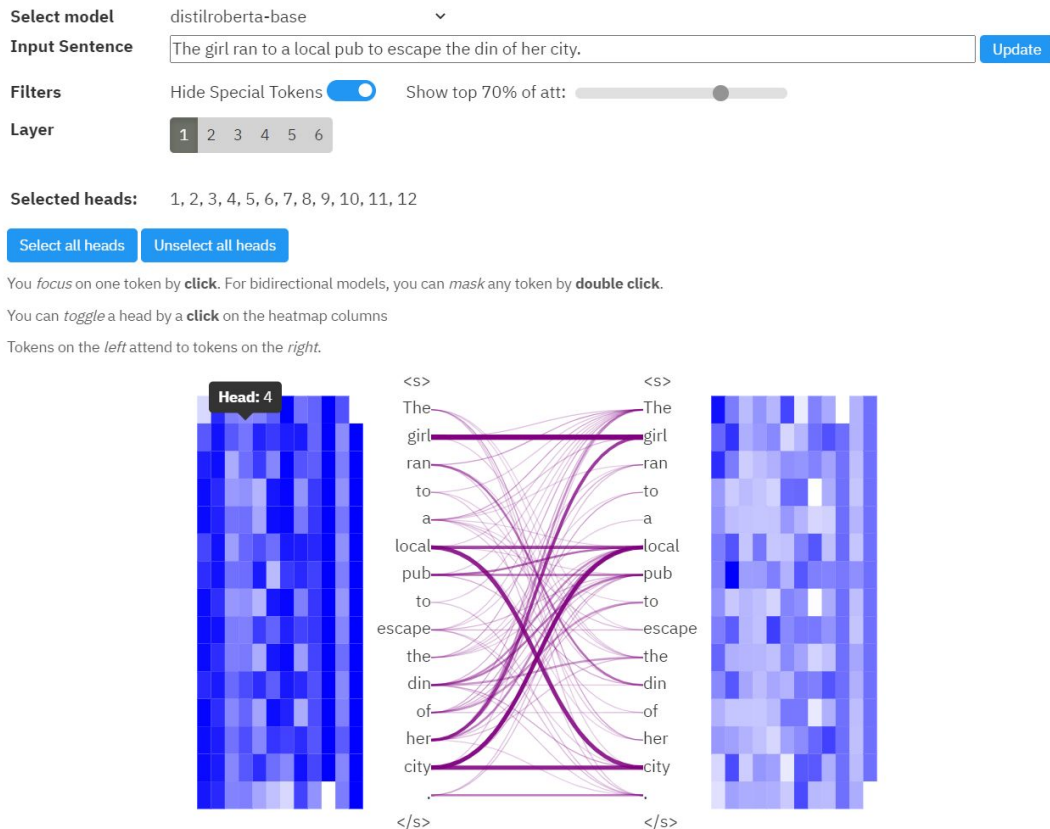 Select model distilroberta-base
Input Sentence The girl ran to a local pub to escape the din of her city. Update
Filters Hide Special Tokens Show top 70% of att:
Layer 1 2 3 4 5 6
Selected heads: 1, 2, 3, 4, 5, 6, 7, 8, 9, 10, 11, 12
Select all heads Unselect all heads
You focus on one token by click. For bidirectional models, you can mask any token by double click.
You can toggle a head by a click on the heatmap columns
Tokens on the left attend to tokens on the right.
<s> <s>
Head: 4
The The
girl girl
ran ran
to to
a a
local local
pub pub
to to
escape escape
the the
din din
of of
her her
city city
. .
</s> </s>